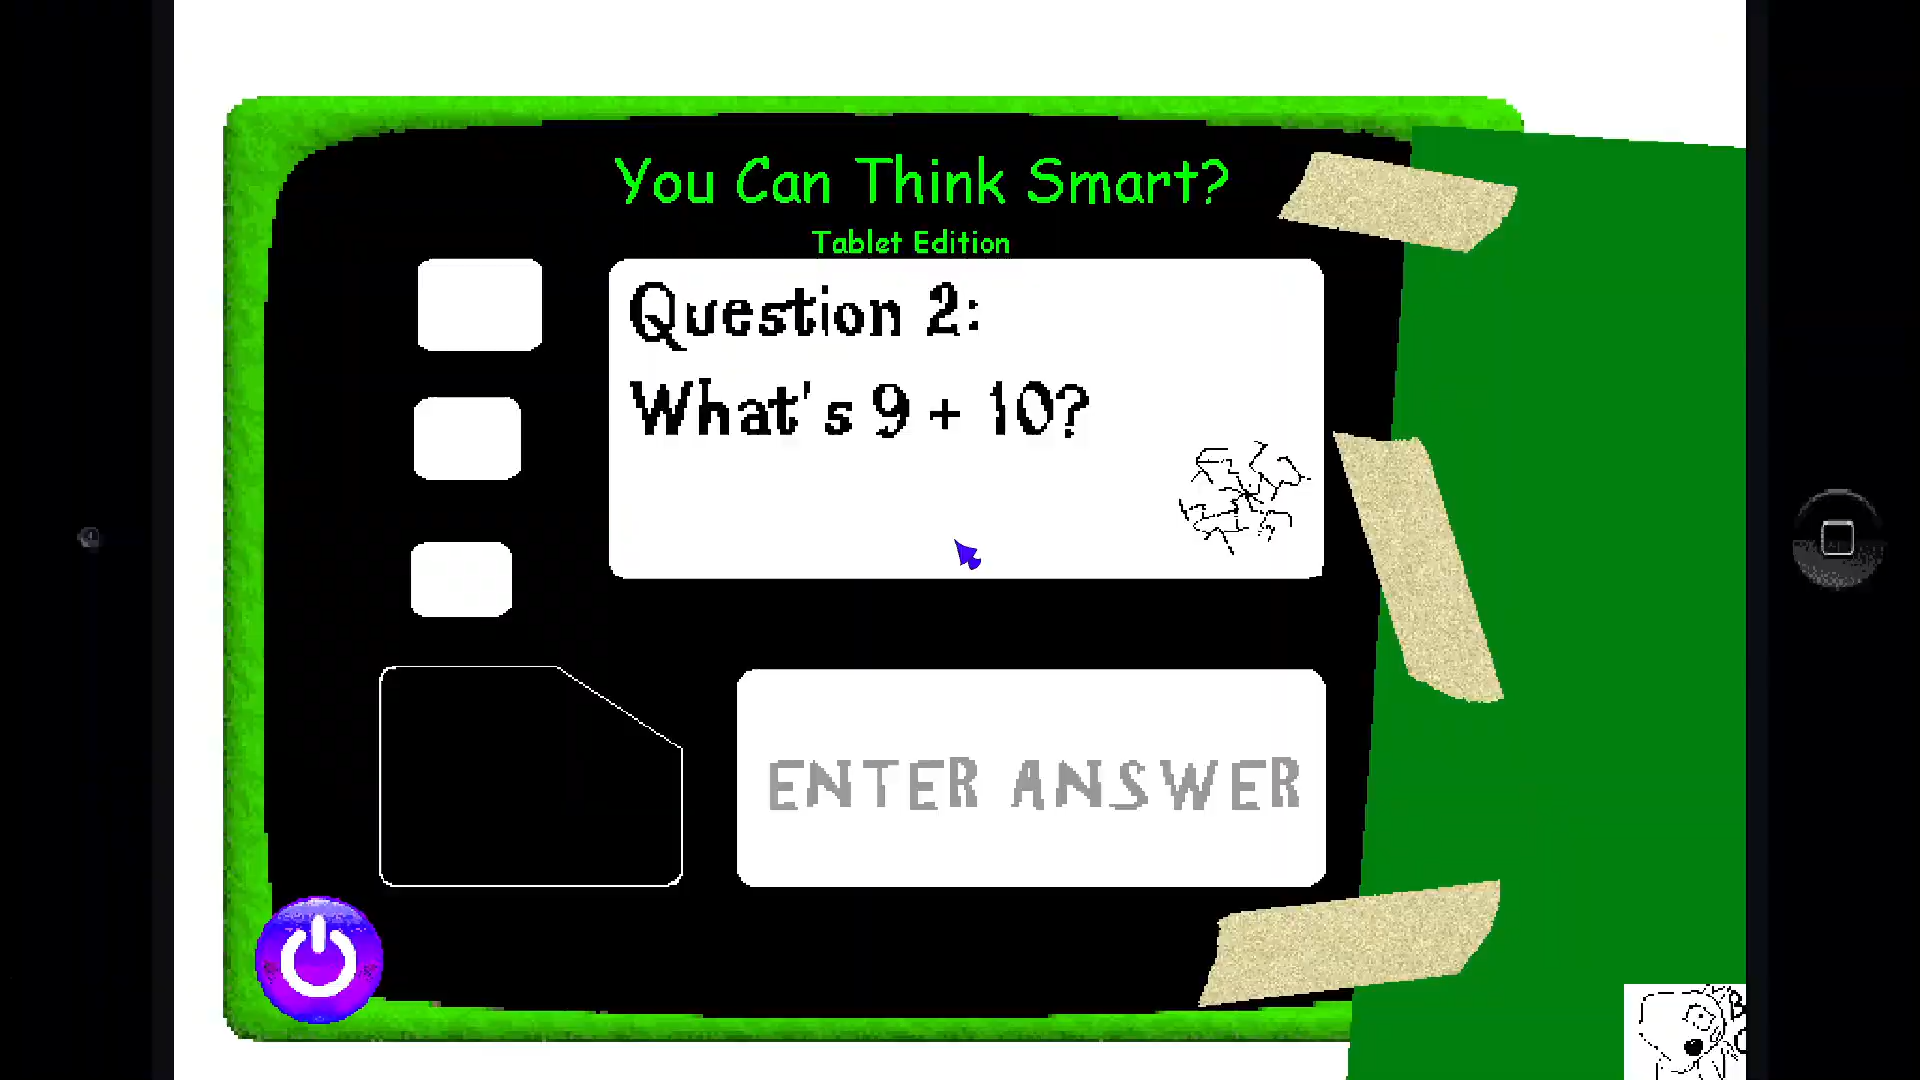 You Can Think Smart?
Tablet Edition
Question 2:
What's 9 + 10?
ENTER ANSWER